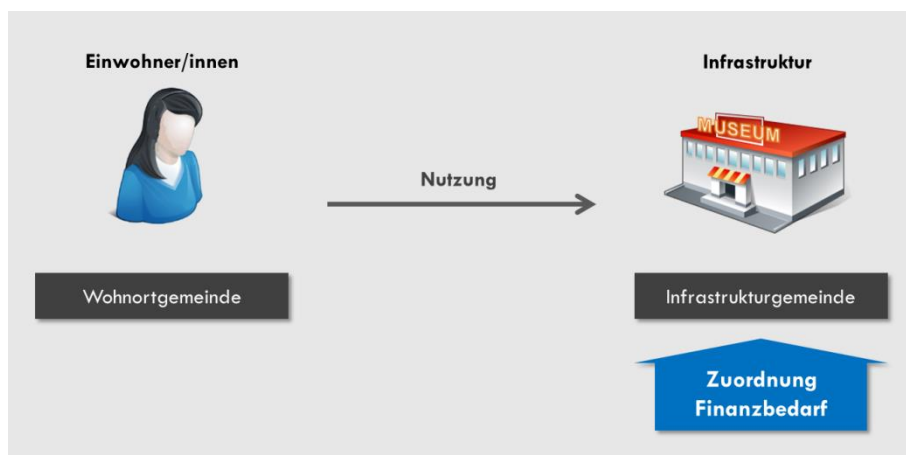 Einwohner/innen
Infrastruktur
MUSEUM
Nutzung
Wohnortgemeinde
Infrastrukturgemeinde
Zuordnung
Finanzbedarf